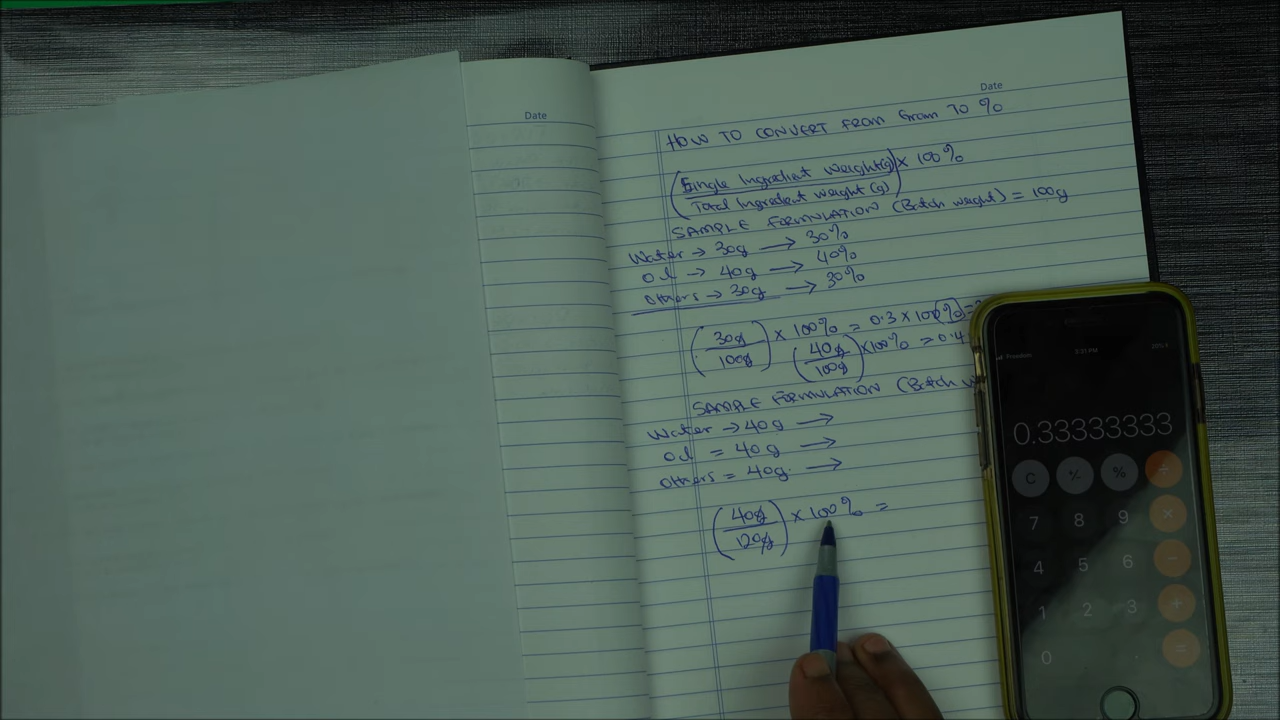 Date
Date
HOW TO CONVERT FROM Gram TO %
(Single Ingredient weight(g)) x 100%
Total Ingredient weight (g)
SAMPLE FORMULATION (Batch weight) = 100g
Water → 30g → 30%
Oil → 40g → 40%
Others → 30g → 30%
(30g/100g) x 100% = 0.3 x 100% =
(40g/100g) x 100% = 0.4
SAMPLE FORMULATION (Batch w
Water → 40g →
Oil = 40g →
Others = 40g →
(40g/120g) x 100% =
0.33333333
C +/- % ÷
7 8 9 ×
4 5 6 −
1 2 3 +
0 . =